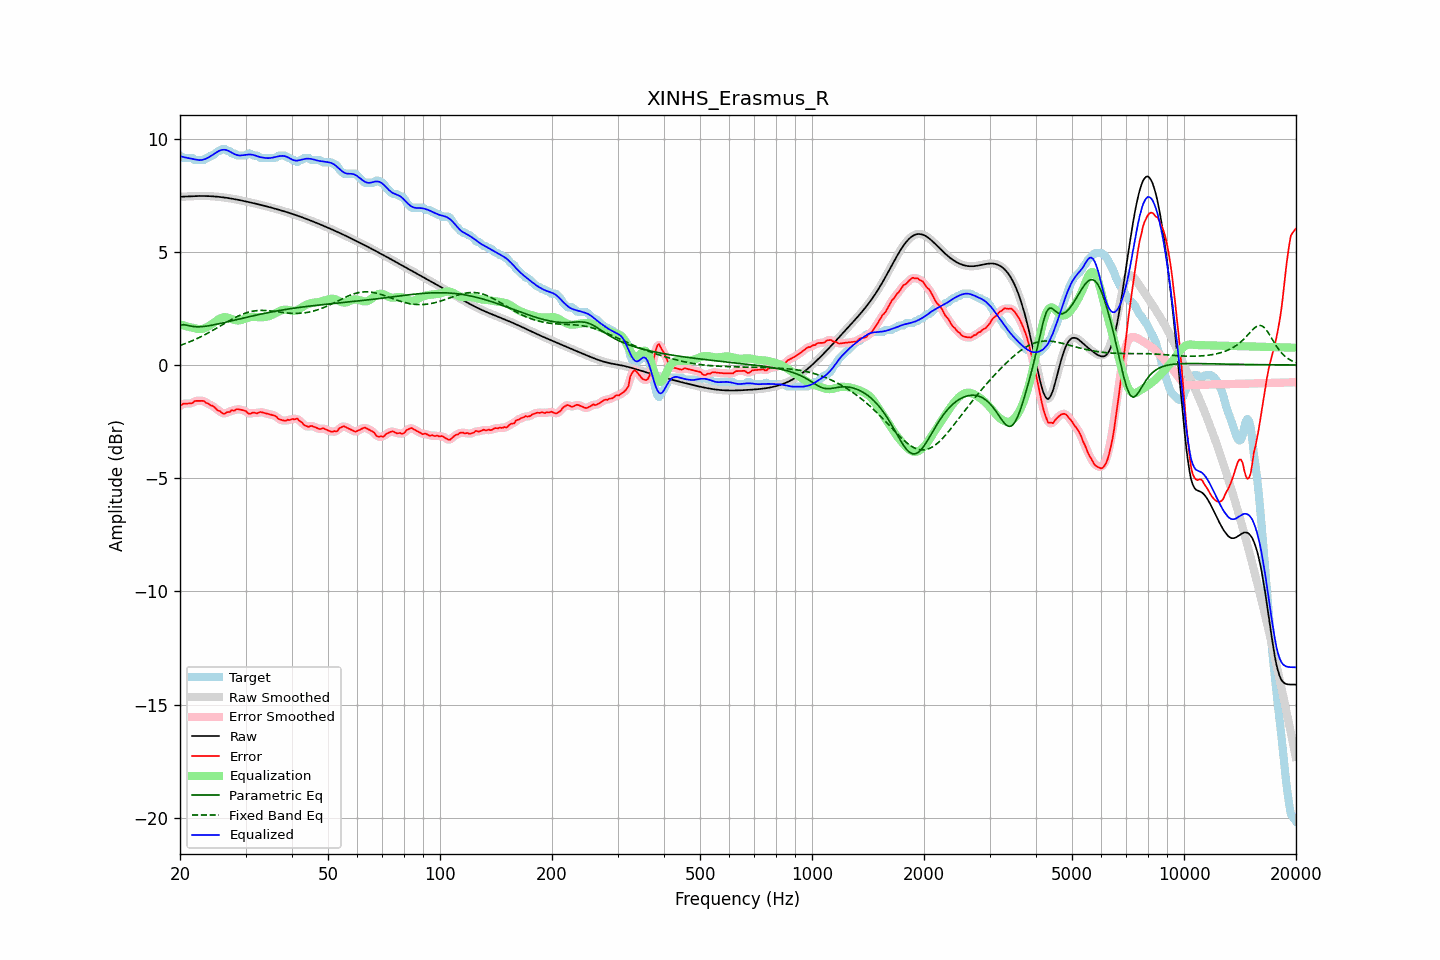 XINHS_Erasmus_R
10
5
0
−5
−10
−15
−20
Amplitude (dBr)
Target
Raw Smoothed
Error Smoothed
Raw
Error
Equalization
Parametric Eq
Fixed Band Eq
Equalized
20 50 100 200 500 1000 2000 5000 10000 20000
Frequency (Hz)